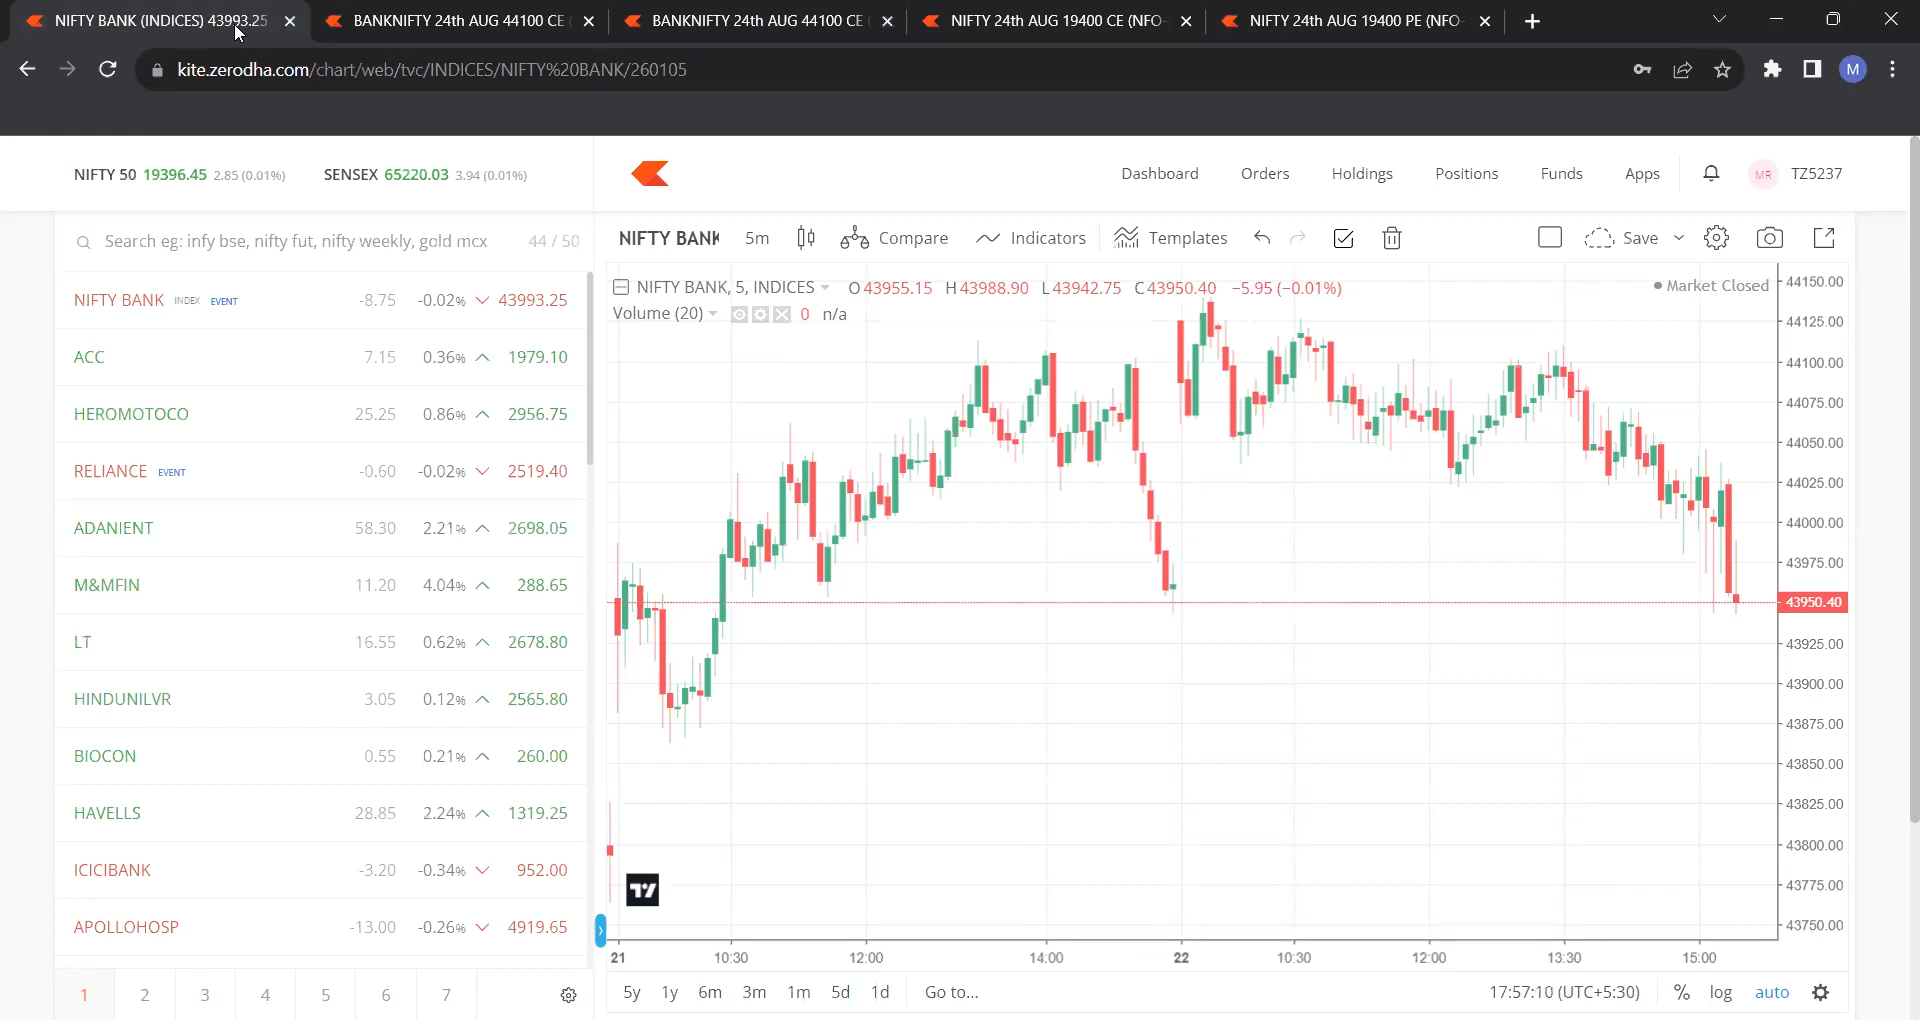 NIFTY BANK (INDICES) 43993.25
BANKNIFTY 24th AUG 44100 CE (
BANKNIFTY 24th AUG 44100 CE (
NIFTY 24th AUG 19400 CE (NFO-
NIFTY 24th AUG 19400 PE (NFO-
kite.zerodha.com/chart/web/tvc/INDICES/NIFTY%20BANK/260105
M
NIFTY 50 19396.45 2.85 (0.01%) SENSEX 65220.03 3.94 (0.01%)
Dashboard Orders Holdings Positions Funds Apps MR TZ5237
Search eg: infy bse, nifty fut, nifty weekly, gold mcx 44 / 50
NIFTY BANK INDEX EVENT -8.75 -0.02% 43993.25
ACC 7.15 0.36% 1979.10
HEROMOTOCO 25.25 0.86% 2956.75
RELIANCE EVENT -0.60 -0.02% 2519.40
ADANIENT 58.30 2.21% 2698.05
M&MFIN 11.20 4.04% 288.65
LT 16.55 0.62% 2678.80
HINDUNILVR 3.05 0.12% 2565.80
BIOCON 0.55 0.21% 260.00
HAVELLS 28.85 2.24% 1319.25
ICICIBANK -3.20 -0.34% 952.00
APOLLOHOSP -13.00 -0.26% 4919.65
1 2 3 4 5 6 7
NIFTY BANK 5m Compare Indicators Templates Save
NIFTY BANK, 5, INDICES O43955.15 H43988.90 L43942.75 C43950.40 −5.95 (−0.01%)
Market Closed
Volume (20) 0 n/a
44150.00
44125.00
44100.00
44075.00
44050.00
44025.00
44000.00
43975.00
43950.40
43925.00
43900.00
43875.00
43850.00
43825.00
43800.00
43775.00
43750.00
21 10:30 12:00 14:00 22 10:30 12:00 13:30 15:00
5y 1y 6m 3m 1m 5d 1d Go to... 17:57:10 (UTC+5:30) % log auto